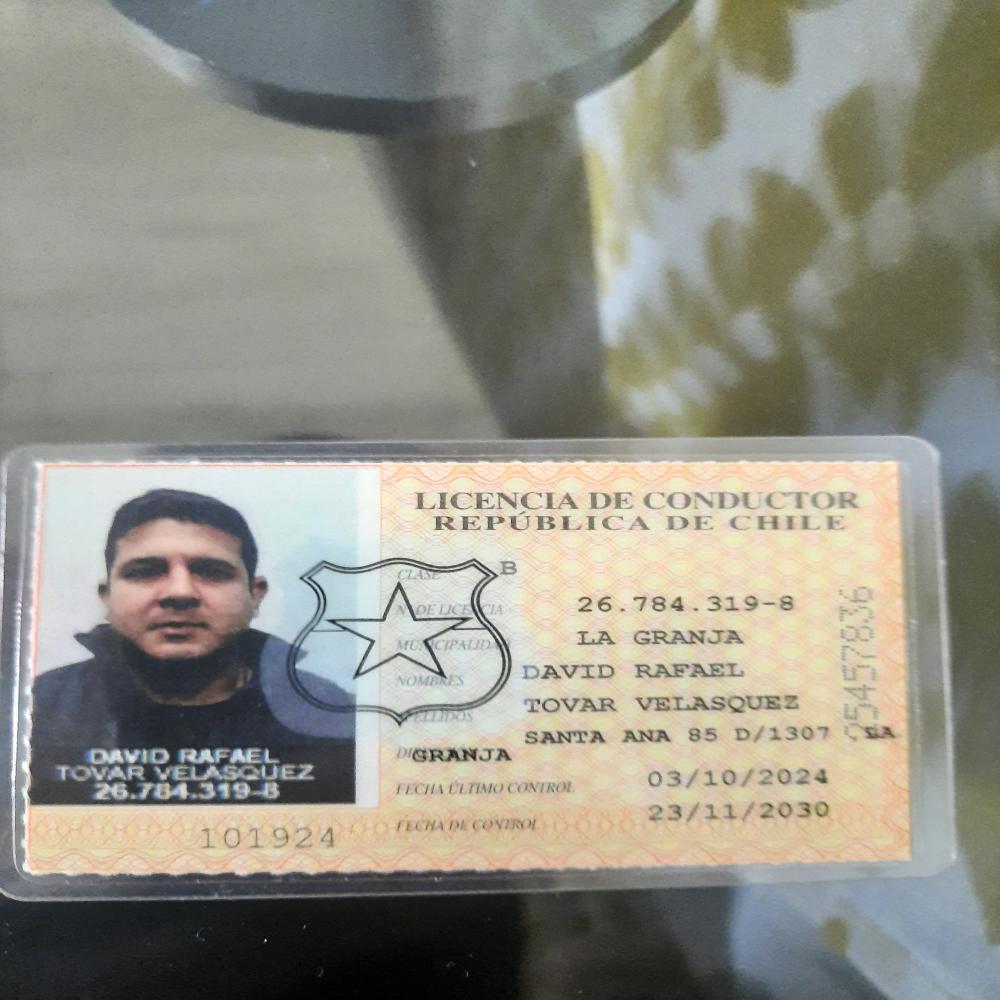 LICENCIA DE CONDUCTOR
REPÚBLICA DE CHILE
CLASE B
Nº DE LICENCIA 26.784.319-8
MUNICIPALIDAD LA GRANJA
NOMBRES DAVID RAFAEL
APELLIDOS TOVAR VELASQUEZ
SANTA ANA 85 D/1307 LA
GRANJA
FECHA ÚLTIMO CONTROL 03/10/2024
FECHA DE CONTROL 23/11/2030
DAVID RAFAEL
TOVAR VELASQUEZ
26.784.319-8
101924